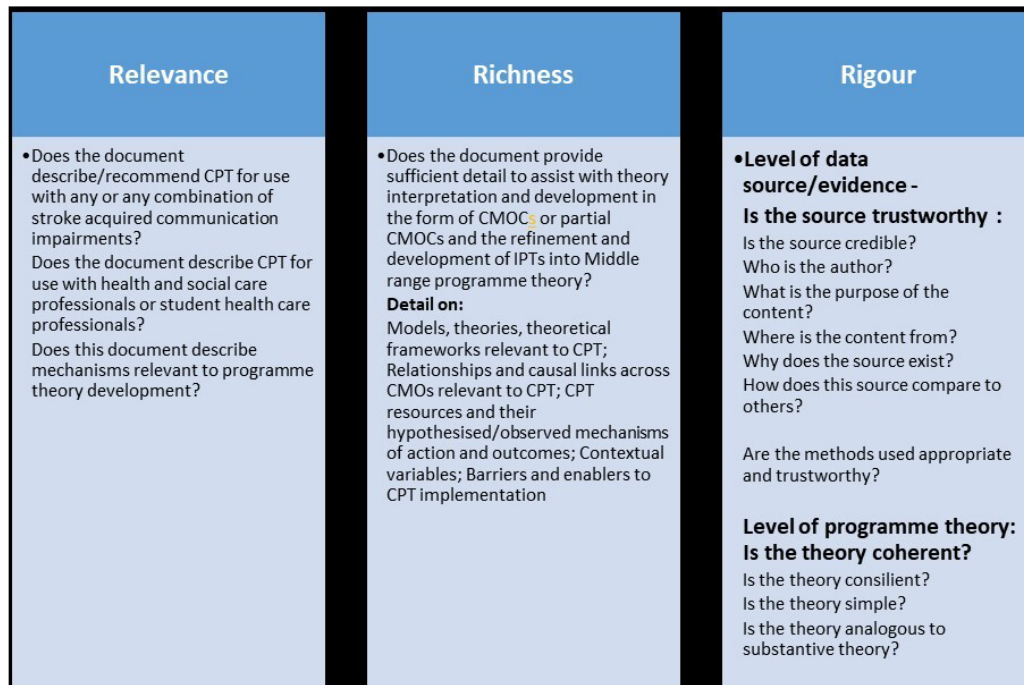 Relevance
•Does the document
describe/recommend CPT for use
with any or any combination of
stroke acquired communication
impairments?
Does the document describe CPT for
use with health and social care
professionals or student health care
professionals?
Does this document describe
mechanisms relevant to programme
theory development?
Richness
•Does the document provide
sufficient detail to assist with theory
interpretation and development in
the form of CMOCs or partial
CMOCs and the refinement and
development of IPTs into Middle
range programme theory?
Detail on:
Models, theories, theoretical
frameworks relevant to CPT;
Relationships and causal links across
CMOs relevant to CPT; CPT
resources and their
hypothesised/observed mechanisms
of action and outcomes; Contextual
variables; Barriers and enablers to
CPT implementation
Rigour
•Level of data
source/evidence -
Is the source trustworthy :
Is the source credible?
Who is the author?
What is the purpose of the
content?
Where is the content from?
Why does the source exist?
How does this source compare to
others?
Are the methods used appropriate
and trustworthy?
Level of programme theory:
Is the theory coherent?
Is the theory consilient?
Is the theory simple?
Is the theory analogous to
substantive theory?